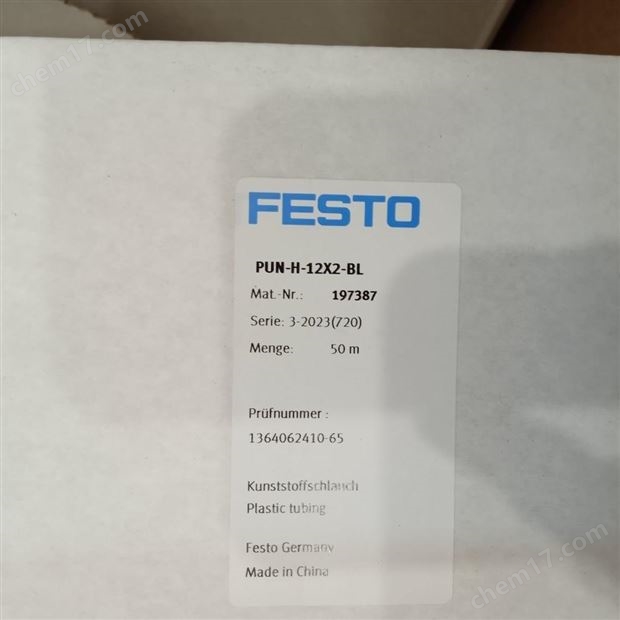 chem17.com
FESTO
PUN-H-12X2-BL
Mat.-Nr.: 197387
Serie: 3-2023(720)
Menge: 50 m
Prüfnummer :
1364062410-65
Kunststoffschlauch
Plastic tubing
Festo Germany
Made in China
chem17.com